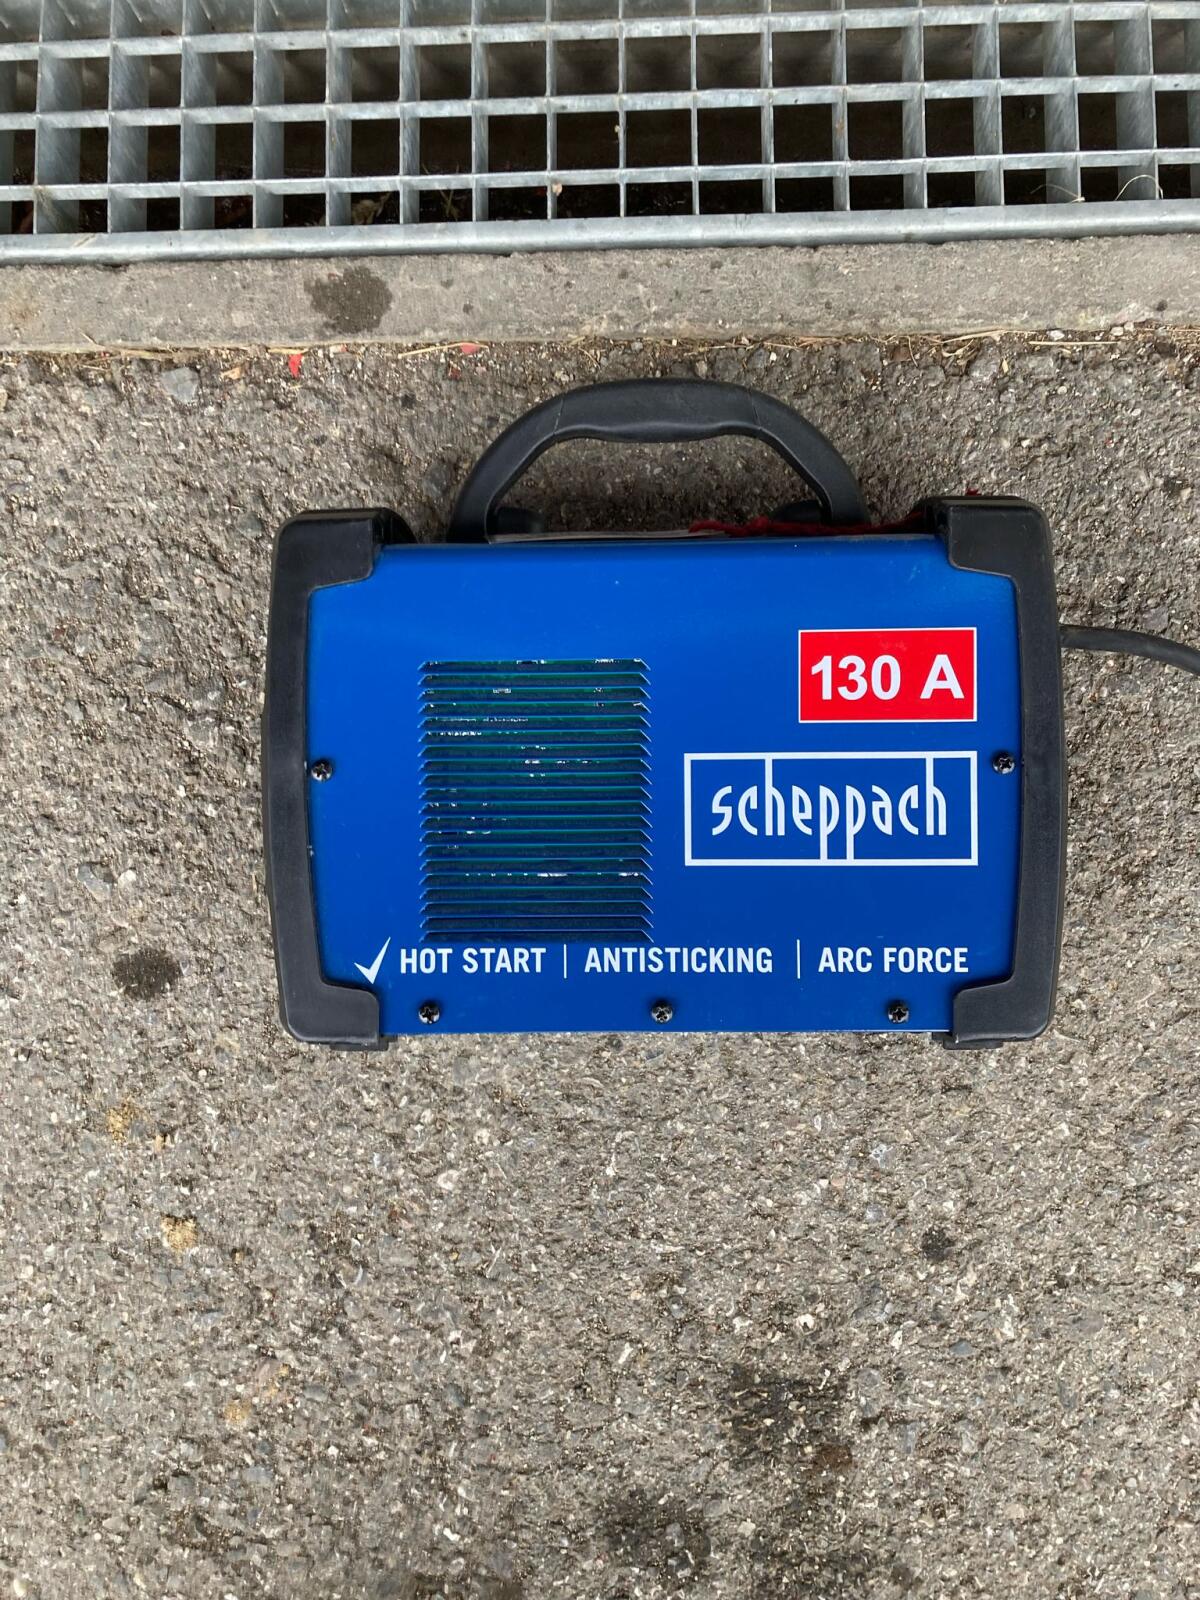 130 A
scheppach
HOT START | ANTISTICKING | ARC FORCE